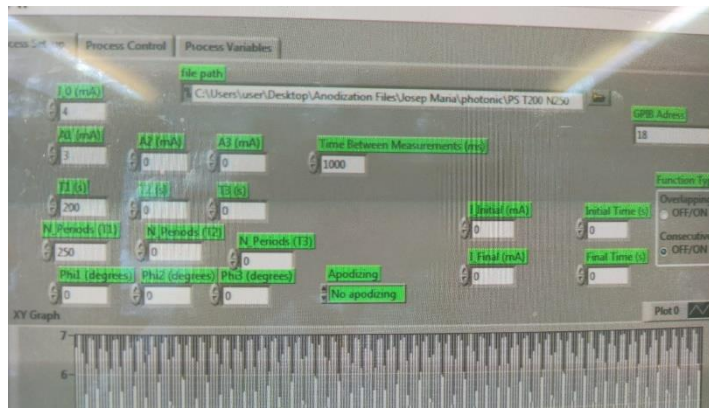 Process Control Process Variables
file path
C:\Users\user\Desktop\Anodization Files\Josep Maria\photonic\PS T200 N250
I_0 (mA)
4
GPIB Adress
18
A1 (mA) A2 (mA) A3 (mA) Time Between Measurements (ms)
3 0 0 1000
T1 (s) T2 (s) T3 (s)
200 0 0
Function Ty
Overlapping
OFF/ON
I_Initial (mA) Initial Time (s)
0 0
N_Periods (T1) N_Periods (T2) N_Periods (T3)
250 0 0
Consecutive
OFF/ON
I_Final (mA) Final Time (s)
0 0
Phi1 (degrees) Phi2 (degrees) Phi3 (degrees) Apodizing
0 0 0 No apodizing
XY Graph
Plot 0
7
6